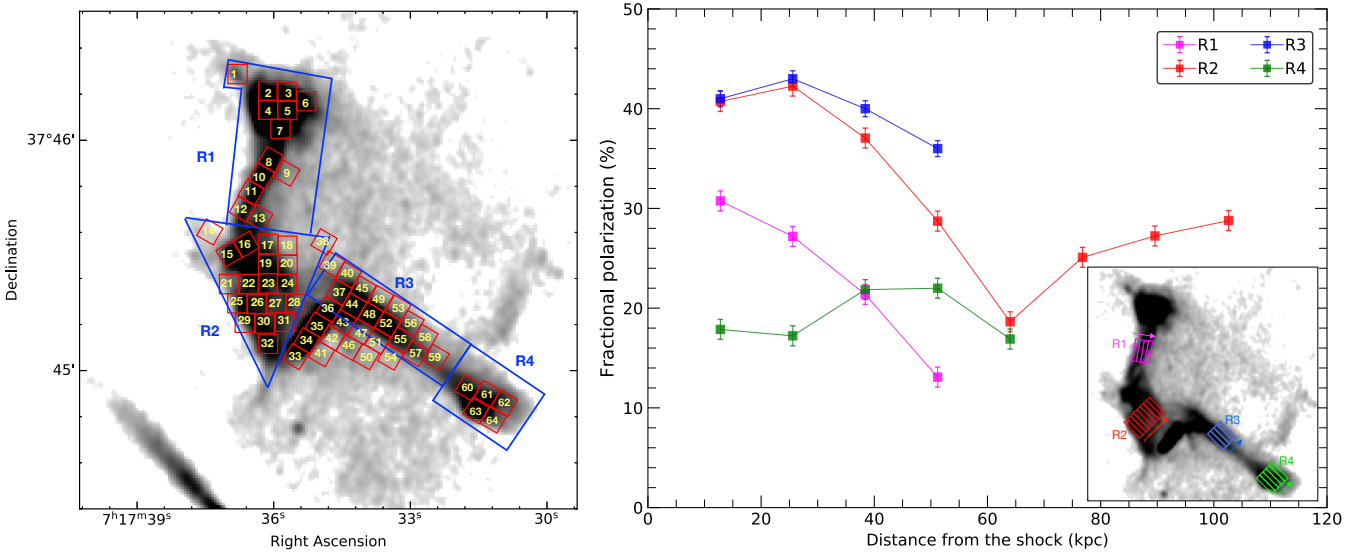 Declination
37°46'
45'
7ʰ17ᵐ39ˢ
36ˢ
33ˢ
30ˢ
Right Ascension
R1
R2
R3
R4
1
2 3
6
4 5
7
8
9
10
11
12
13
14
15 16 17 18
19 20
21 22 23 24
25 26 27 28
29 30 31
32
33
34
35
36
37
38
39
40
41
42
43
44
45
46
47
48
49
50
51
52
53
54
55
56
57
58
59
60 61 62
63 64
Fractional polarization (%)
50
40
30
20
10
0
0 20 40 60 80 100 120
Distance from the shock (kpc)
R1 R3
R2 R4
R1
R2
R3
R4